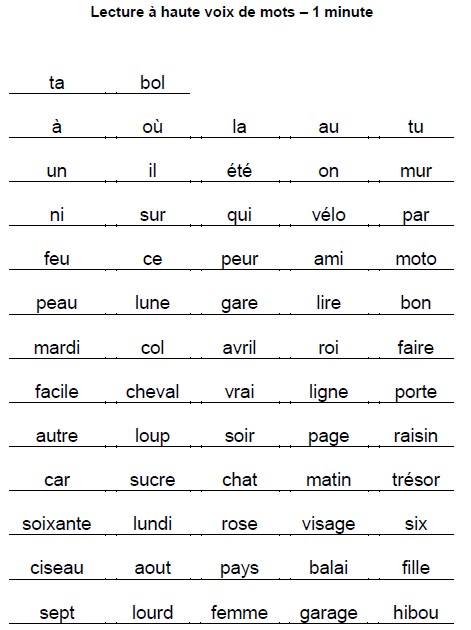 Lecture à haute voix de mots – 1 minute
ta bol
à où la au tu
un il été on mur
ni sur qui vélo par
feu ce peur ami moto
peau lune gare lire bon
mardi col avril roi faire
facile cheval vrai ligne porte
autre loup soir page raisin
car sucre chat matin trésor
soixante lundi rose visage six
ciseau aout pays balai fille
sept lourd femme garage hibou